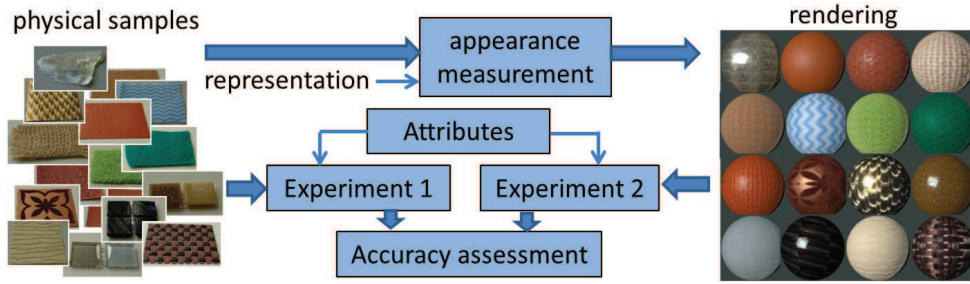 physical samples
rendering
appearance
measurement
representation
Attributes
Experiment 1
Experiment 2
Accuracy assessment